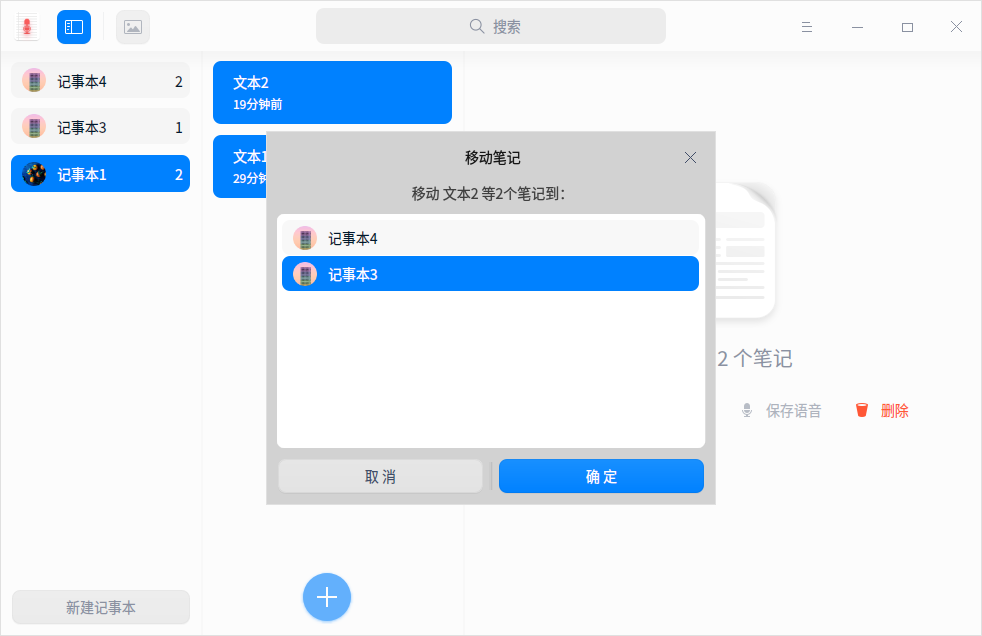 搜索
记事本4 2
记事本3 1
记事本1 2
文本2
19分钟前
文本1
29分钟
移动笔记
移动 文本2 等2个笔记到：
记事本4
记事本3
取 消
确 定
2 个笔记
保存语音
删除
新建记事本